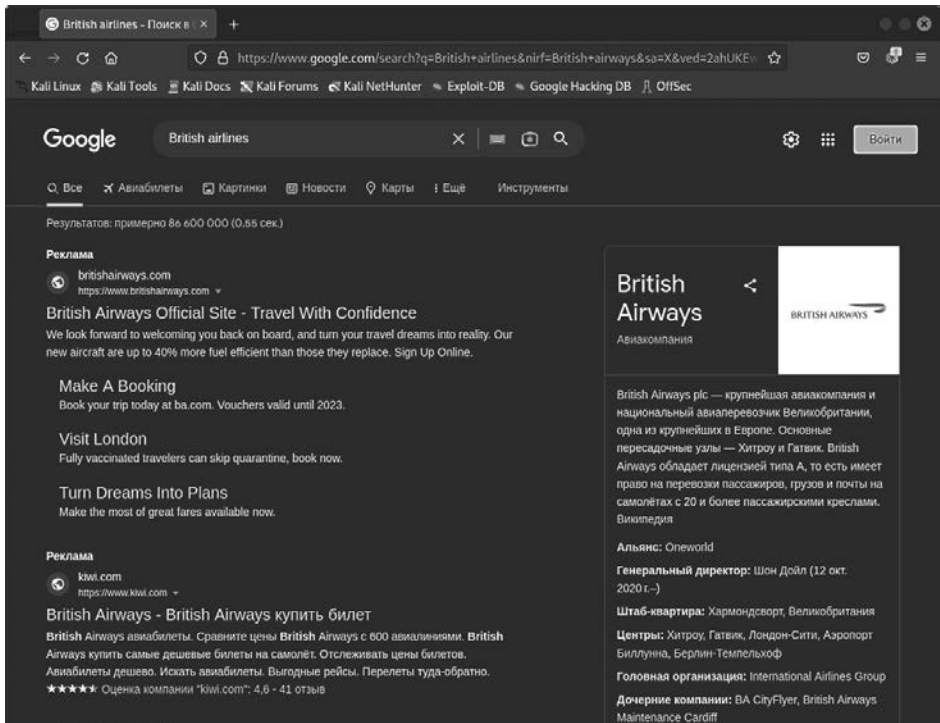 British airlines - Поиск в
https://www.google.com/search?q=British+airlines&nirf=British+airways&sa=X&ved=2ahUKEw
Kali Linux Kali Tools Kali Docs Kali Forums Kali NetHunter Exploit-DB Google Hacking DB OffSec
Google British airlines Войти
Все Авиабилеты Картинки Новости Карты Ещё Инструменты
Результатов: примерно 86 600 000 (0,55 сек.)
Реклама
britishairways.com
https://www.britishairways.com
British Airways Official Site - Travel With Confidence
We look forward to welcoming you back on board, and turn your travel dreams into reality. Our
new aircraft are up to 40% more fuel efficient than those they replace. Sign Up Online.
Make A Booking
Book your trip today at ba.com. Vouchers valid until 2023.
Visit London
Fully vaccinated travelers can skip quarantine, book now.
Turn Dreams Into Plans
Make the most of great fares available now.
Реклама
kiwi.com
https://www.kiwi.com
British Airways - British Airways купить билет
British Airways авиабилеты. Сравните цены British Airways с 600 авиалиниями. British
Airways купить самые дешевые билеты на самолёт. Отслеживать цены билетов.
Авиабилеты дешево. Искать авиабилеты. Выгодные рейсы. Перелеты туда-обратно.
Оценка компании "kiwi.com": 4,6 - 41 отзыв
British
Airways
Авиакомпания
BRITISH AIRWAYS
British Airways plc — крупнейшая авиакомпания и
национальный авиаперевозчик Великобритании,
одна из крупнейших в Европе. Основные
пересадочные узлы — Хитроу и Гатвик. British
Airways обладает лицензией типа А, то есть имеет
право на перевозки пассажиров, грузов и почты на
самолётах с 20 и более пассажирскими креслами.
Википедия
Альянс: Oneworld
Генеральный директор: Шон Дойл (12 окт.
2020 г.–)
Штаб-квартира: Хармондсворт, Великобритания
Центры: Хитроу, Гатвик, Лондон-Сити, Аэропорт
Биллунна, Берлин-Темпельхоф
Головная организация: International Airlines Group
Дочерние компании: BA CityFlyer, British Airways
Maintenance Cardiff